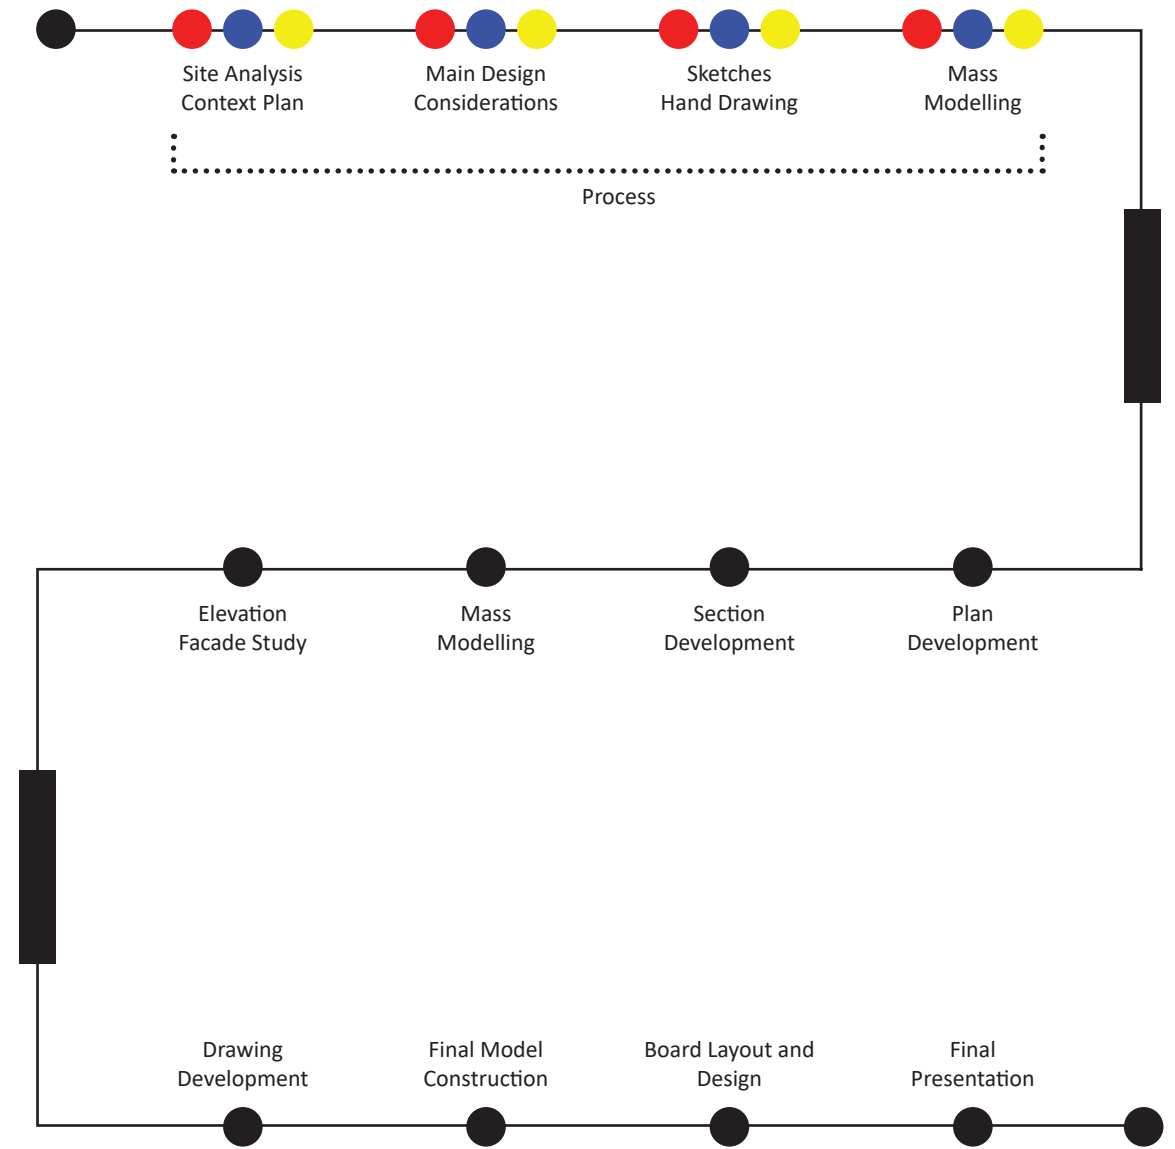 Site Analysis
Context Plan
Main Design
Considerations
Sketches
Hand Drawing
Mass
Modelling
Process
Elevation
Facade Study
Mass
Modelling
Section
Development
Plan
Development
Drawing
Development
Final Model
Construction
Board Layout and
Design
Final
Presentation